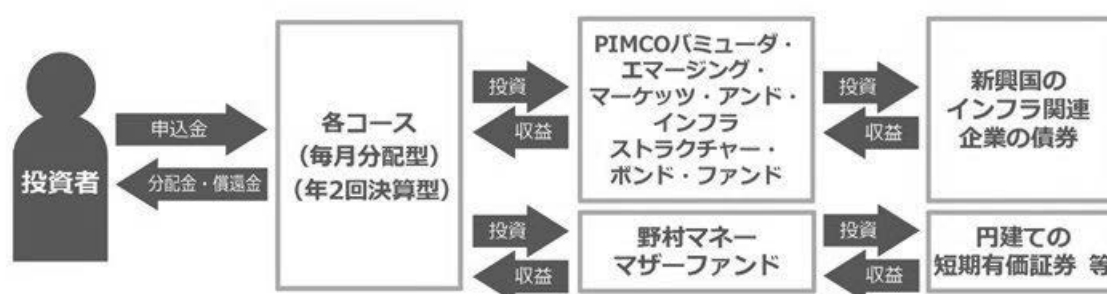 投資者
申込金
分配金・償還金
各コース
（毎月分配型）
（年2回決算型）
投資
収益
PIMCOバミューダ・
エマージング・
マーケッツ・アンド・
インフラ
ストラクチャー・
ボンド・ファンド
投資
収益
新興国の
インフラ関連
企業の債券
投資
収益
野村マネー
マザーファンド
投資
収益
円建ての
短期有価証券 等